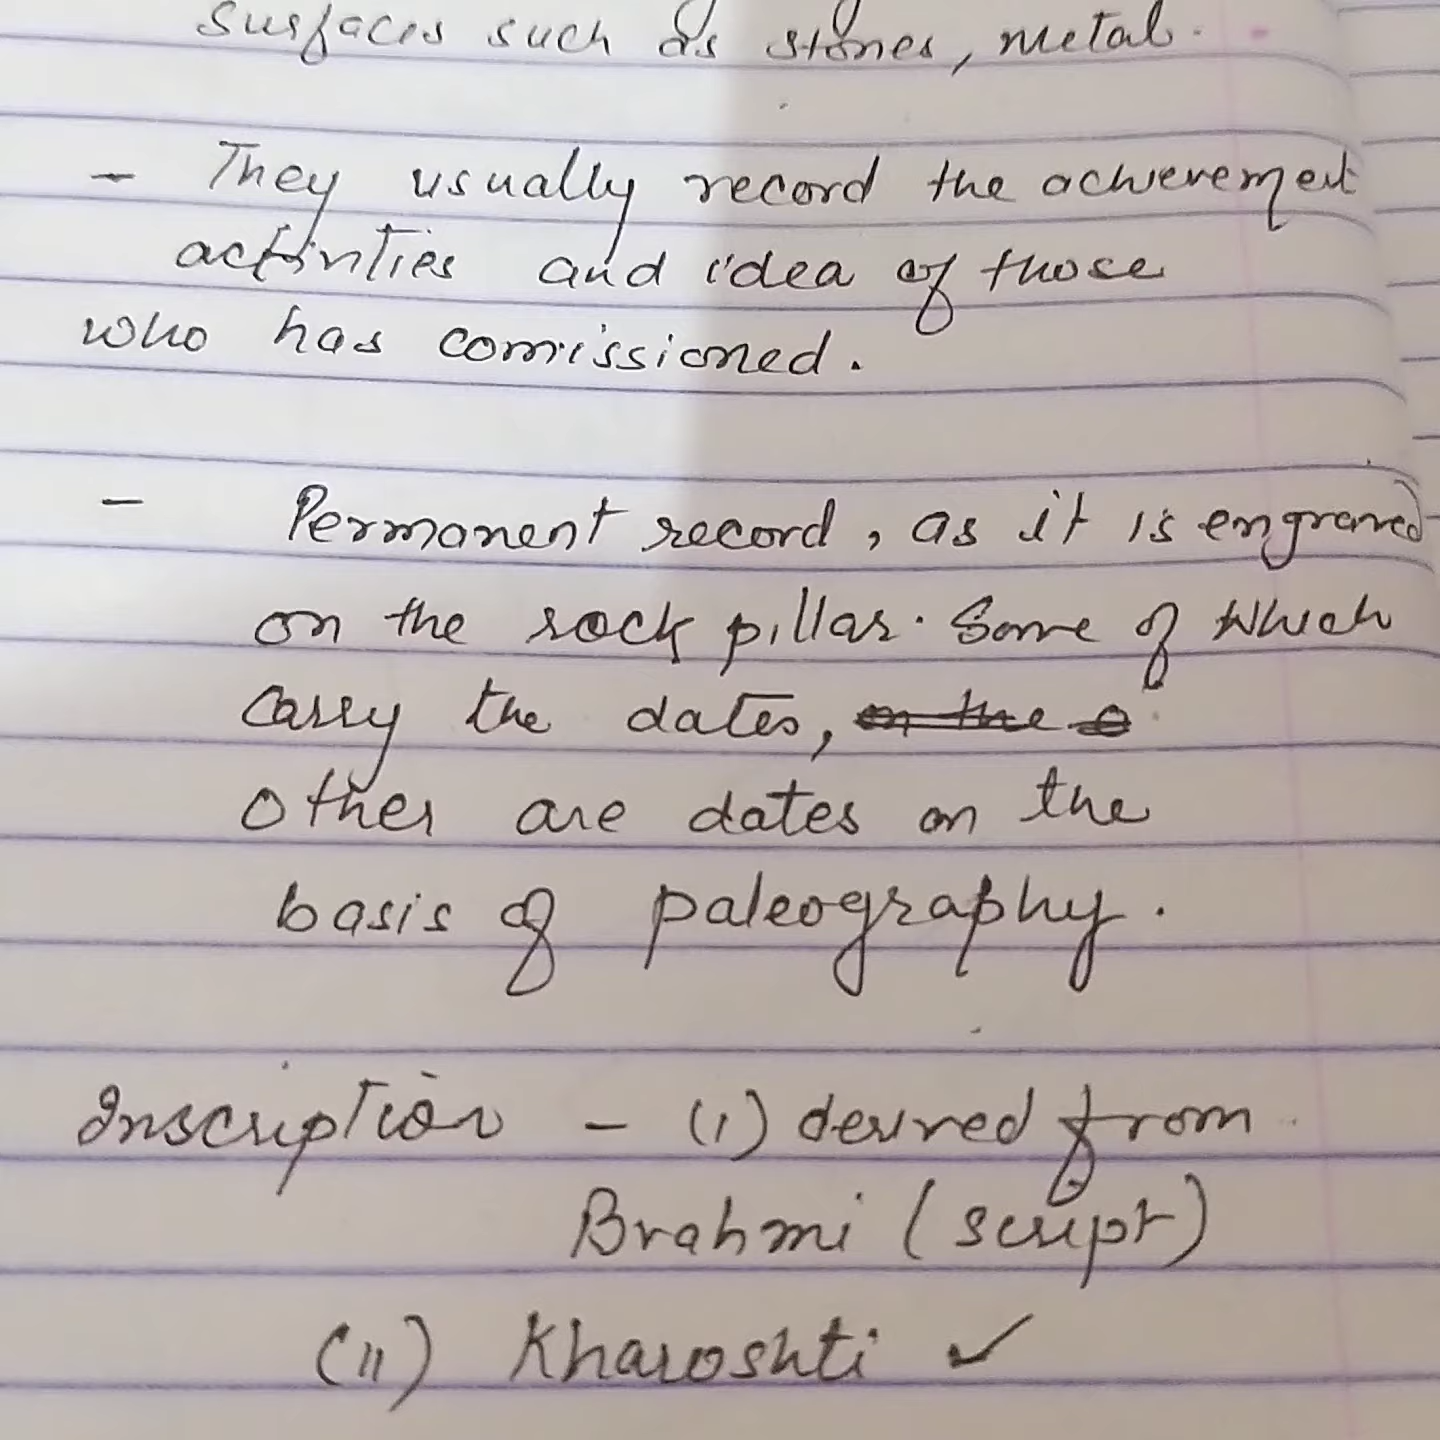 surfaces such as stones, metal.
- They usually record the achievement
activities and idea of those
who has comissioned.
- Permanent record, as it is engraved
on the rock pillar. Some of which
carry the dates, on the o
other are dates on the
basis of paleography.
Inscription - (i) derived from
Brahmi (script)
(ii) Kharoshti ✓